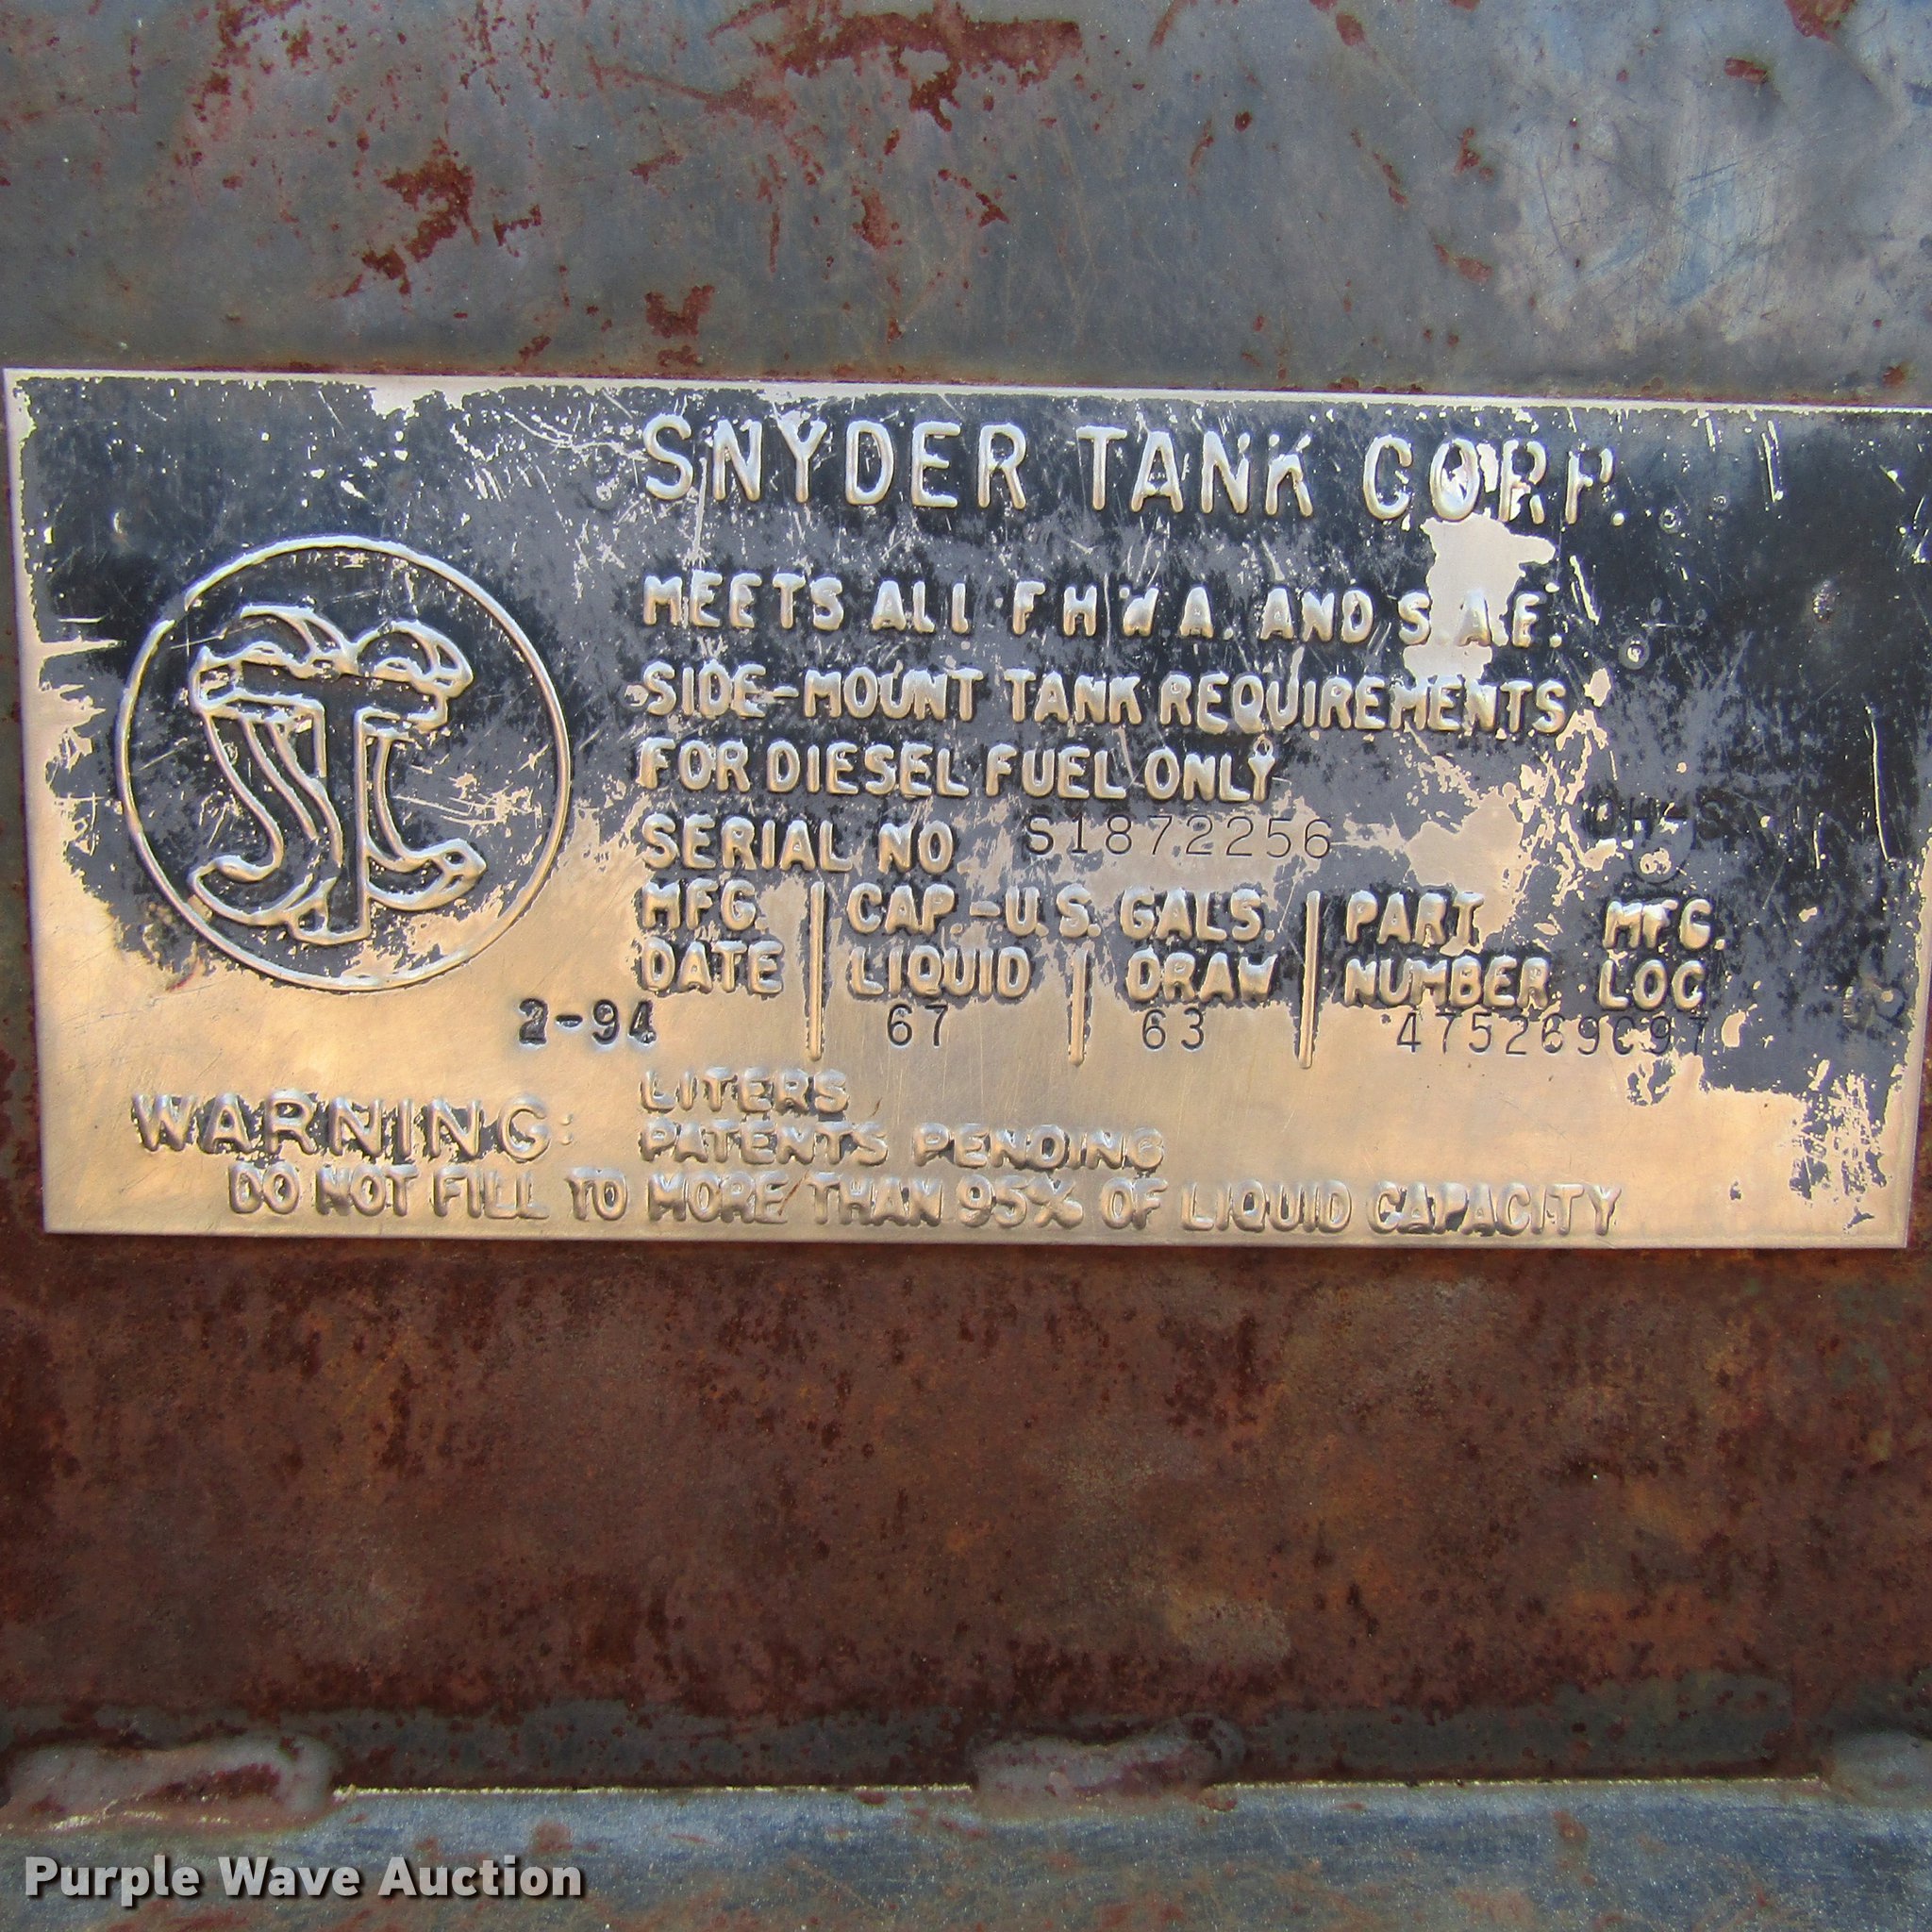 SNYDER TANK CORP.
MEETS ALL F H W A. AND S.A.E.
SIDE-MOUNT TANK REQUIREMENTS
FOR DIESEL FUEL ONLY
SERIAL NO S1872256
MFG CAP.-U.S. GALS. PART MFG.
DATE LIQUID DRAW NUMBER LOC
2-94 67 63 475269C97
LITERS
WARNING: PATENTS PENDING
DO NOT FILL TO MORE THAN 95% OF LIQUID CAPACITY
STC
Purple Wave Auction